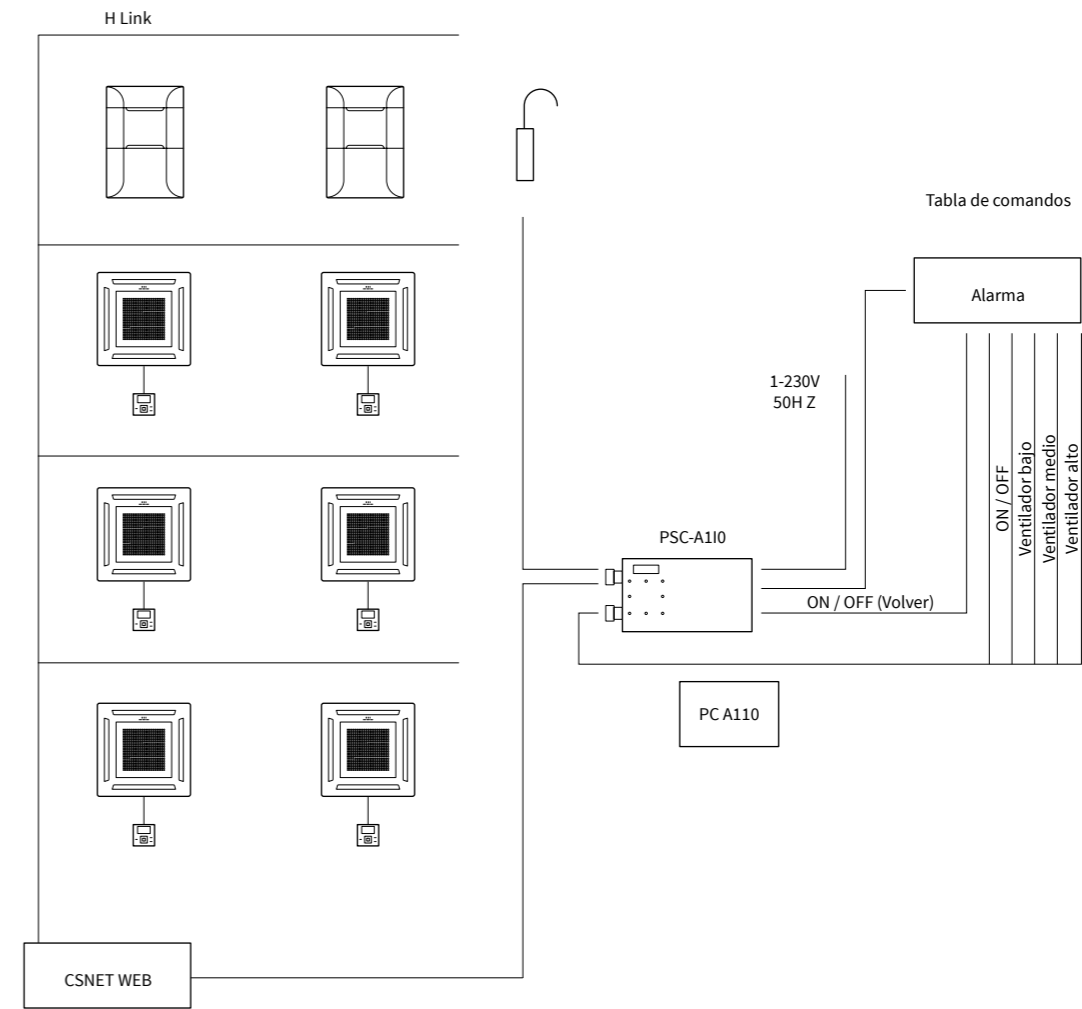 H Link
Tabla de comandos
Alarma
1-230V
50H Z
ON / OFF
Ventilador bajo
Ventilador medio
Ventilador alto
PSC-A1I0
ON / OFF (Volver)
PC A110
CSNET WEB